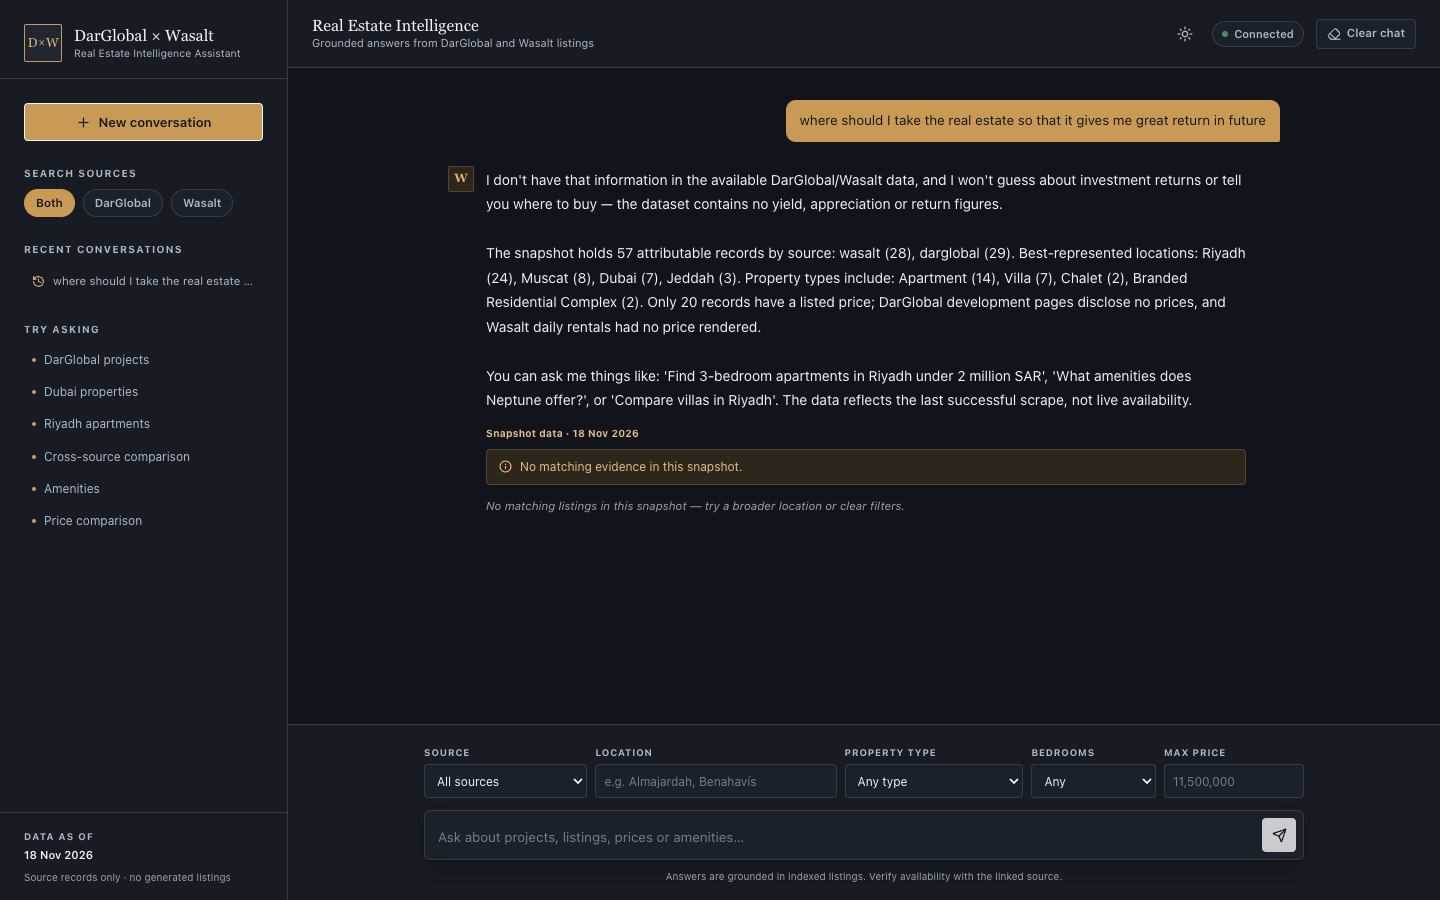 D×W
DarGlobal × Wasalt
Real Estate Intelligence Assistant
New conversation
SEARCH SOURCES
Both
DarGlobal
Wasalt
RECENT CONVERSATIONS
where should I take the real estate ...
TRY ASKING
DarGlobal projects
Dubai properties
Riyadh apartments
Cross-source comparison
Amenities
Price comparison
DATA AS OF
18 Nov 2026
Source records only · no generated listings
Real Estate Intelligence
Grounded answers from DarGlobal and Wasalt listings
Connected
Clear chat
where should I take the real estate so that it gives me great return in future
W
I don't have that information in the available DarGlobal/Wasalt data, and I won't guess about investment returns or tell
you where to buy — the dataset contains no yield, appreciation or return figures.
The snapshot holds 57 attributable records by source: wasalt (28), darglobal (29). Best-represented locations: Riyadh
(24), Muscat (8), Dubai (7), Jeddah (3). Property types include: Apartment (14), Villa (7), Chalet (2), Branded
Residential Complex (2). Only 20 records have a listed price; DarGlobal development pages disclose no prices, and
Wasalt daily rentals had no price rendered.
You can ask me things like: 'Find 3-bedroom apartments in Riyadh under 2 million SAR', 'What amenities does
Neptune offer?', or 'Compare villas in Riyadh'. The data reflects the last successful scrape, not live availability.
Snapshot data · 18 Nov 2026
No matching evidence in this snapshot.
No matching listings in this snapshot — try a broader location or clear filters.
SOURCE
LOCATION
PROPERTY TYPE
BEDROOMS
MAX PRICE
All sources
e.g. Almajardah, Benahavís
Any type
Any
11,500,000
Ask about projects, listings, prices or amenities...
Answers are grounded in indexed listings. Verify availability with the linked source.